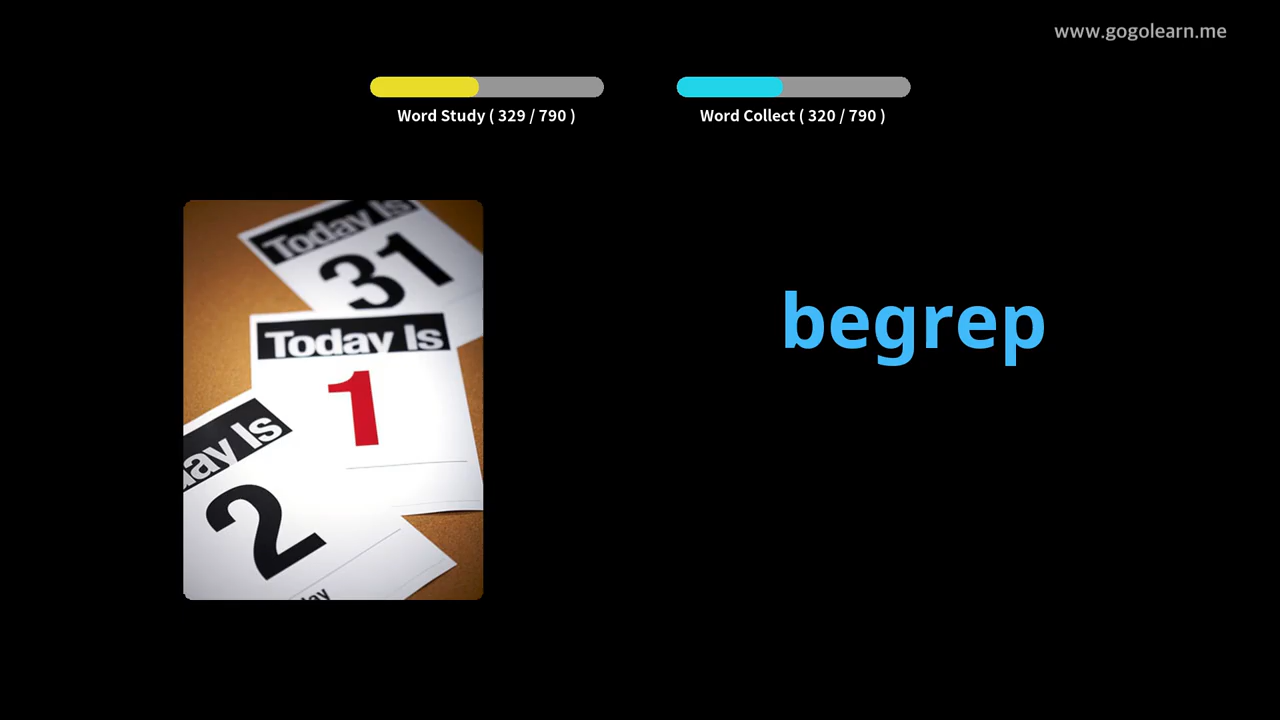 www.gogolearn.me
Word Study ( 329 / 790 )
Word Collect ( 320 / 790 )
Today Is
31
Today Is
1
ay Is
2
begrep